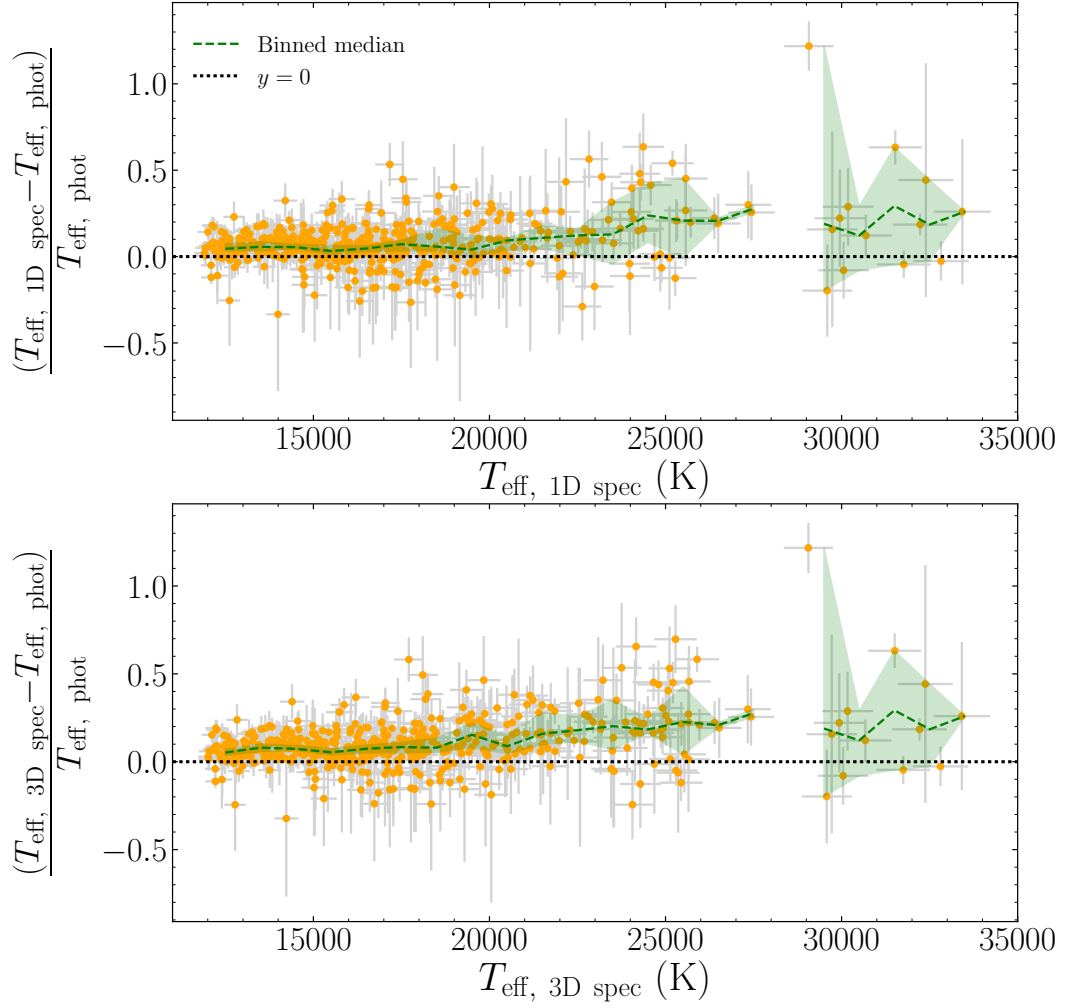 Binned median
y = 0
1.0
0.5
0.0
−0.5
(T_eff, 1D spec − T_eff, phot)
T_eff, phot
15000 20000 25000 30000 35000
T_eff, 1D spec (K)
1.0
0.5
0.0
−0.5
(T_eff, 3D spec − T_eff, phot)
T_eff, phot
15000 20000 25000 30000 35000
T_eff, 3D spec (K)